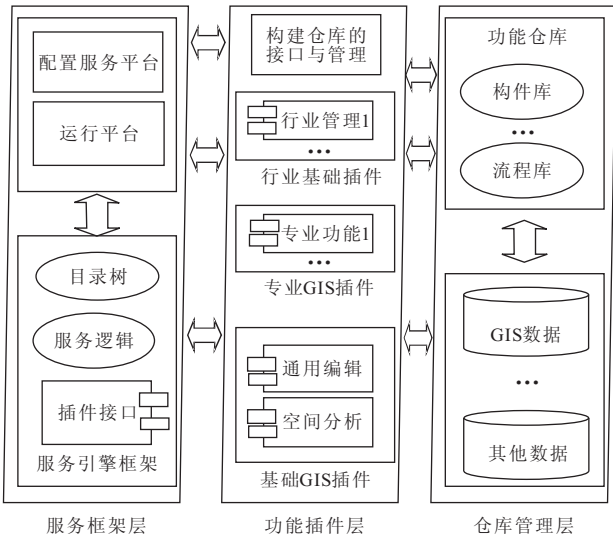 配置服务平台
运行平台
目录树
服务逻辑
插件接口
服务引擎框架
服务框架层
构建仓库的
接口与管理
行业管理1
...
行业基础插件
专业功能1
...
专业GIS插件
通用编辑
空间分析
基础GIS插件
功能插件层
功能仓库
构件库
...
流程库
GIS数据
...
其他数据
仓库管理层